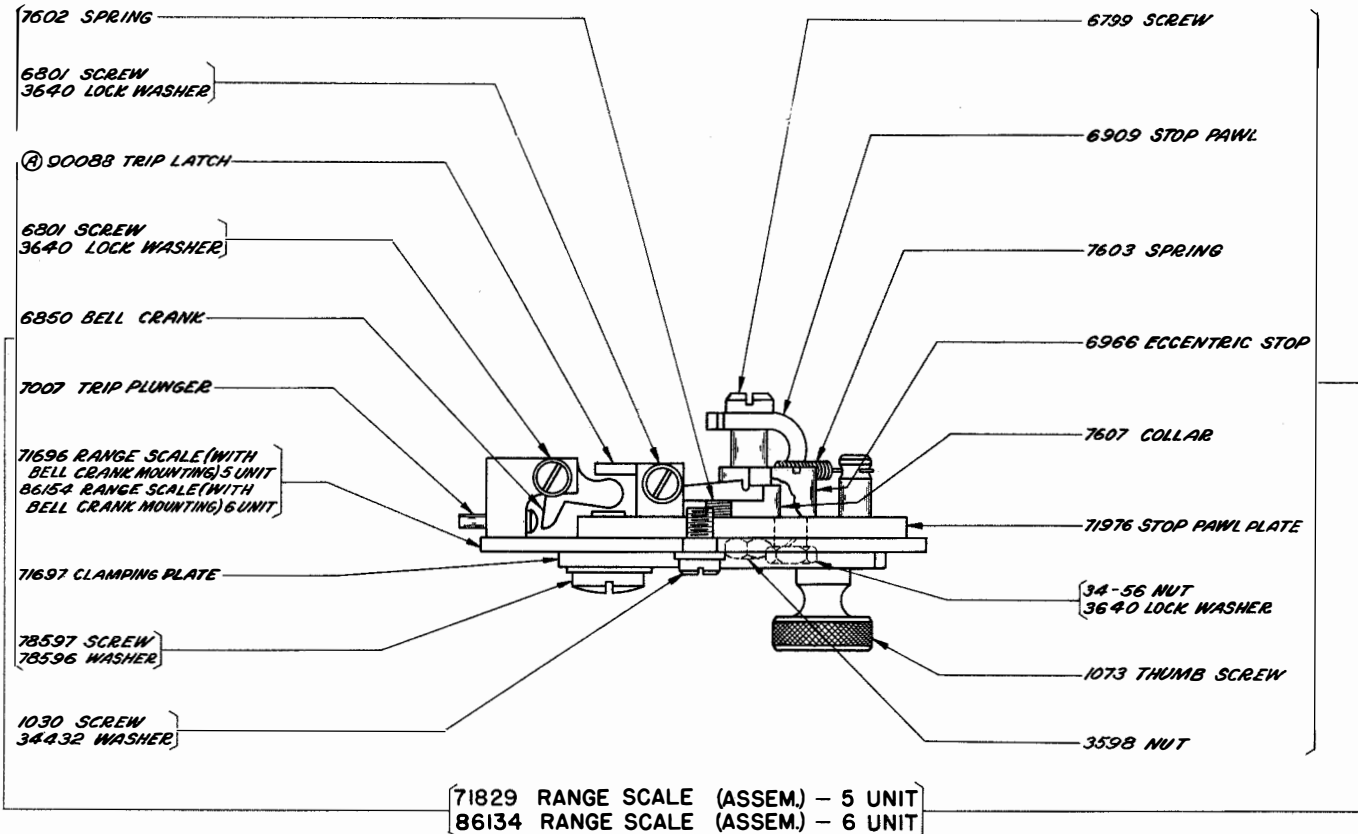 7602 SPRING
6801 SCREW
3640 LOCK WASHER
Ⓐ 90088 TRIP LATCH
6801 SCREW
3640 LOCK WASHER
6850 BELL CRANK
7007 TRIP PLUNGER
71696 RANGE SCALE (WITH
BELL CRANK MOUNTING) 5 UNIT
86154 RANGE SCALE (WITH
BELL CRANK MOUNTING) 6 UNIT
71697 CLAMPING PLATE
78597 SCREW
78596 WASHER
1030 SCREW
34432 WASHER
6799 SCREW
6909 STOP PAWL
7603 SPRING
6966 ECCENTRIC STOP
7607 COLLAR
71976 STOP PAWL PLATE
34-56 NUT
3640 LOCK WASHER
1073 THUMB SCREW
3598 NUT
71829 RANGE SCALE (ASSEM.) - 5 UNIT
86134 RANGE SCALE (ASSEM.) - 6 UNIT